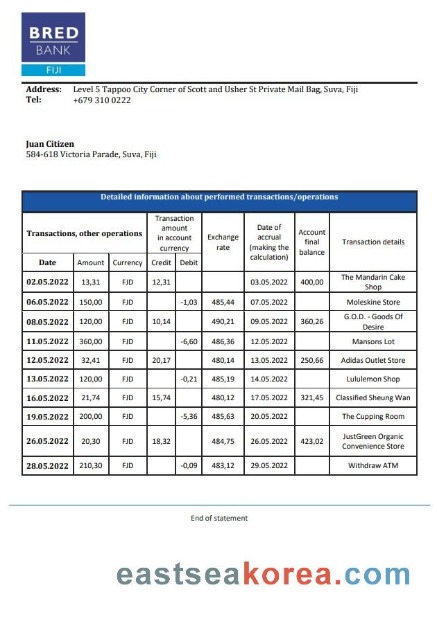 BRED
BANK
FIJI
Address: Level 5 Tappoo City Corner of Scott and Usher St Private Mail Bag, Suva, Fiji
Tel: +679 310 0222
Juan Citizen
584-618 Victoria Parade, Suva, Fiji
Detailed information about performed transactions/operations
Transactions, other operations
Transaction
amount
in account
currency
Exchange
rate
Date of
accrual
(making the
calculation)
Account
final
balance
Transaction details
Date Amount Currency Credit Debit
02.05.2022 13,31 FJD 12,31 03.05.2022 400,00 The Mandarin Cake
Shop
06.05.2022 150,00 FJD -1,03 485,44 07.05.2022 Moleskine Store
08.05.2022 120,00 FJD 10,14 490,21 09.05.2022 360,26 G.O.D. - Goods Of
Desire
11.05.2022 360,00 FJD -6,60 486,36 12.05.2022 Mansons Lot
12.05.2022 32,41 FJD 20,17 480,14 13.05.2022 250,66 Adidas Outlet Store
13.05.2022 120,00 FJD -0,21 485,19 14.05.2022 Lululemon Shop
16.05.2022 21,74 FJD 15,74 480,12 17.05.2022 321,45 Classified Sheung Wan
19.05.2022 200,00 FJD -5,36 485,63 20.05.2022 The Cupping Room
26.05.2022 20,30 FJD 18,32 484,75 26.05.2022 423,02 JustGreen Organic
Convenience Store
28.05.2022 210,30 FJD -0,09 483,12 29.05.2022 Withdraw ATM
End of statement
eastseakorea.com